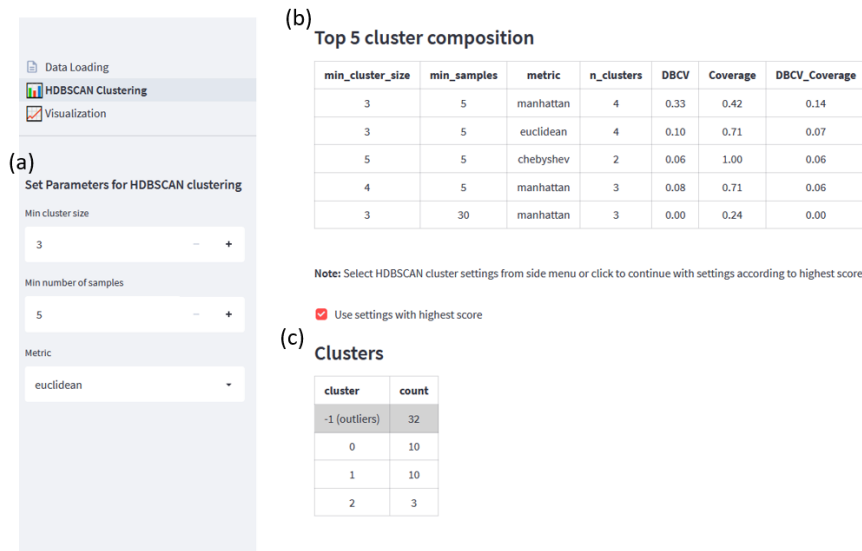 Data Loading
HDBSCAN Clustering
Visualization
(a)
Set Parameters for HDBSCAN clustering
Min cluster size
3 − +
Min number of samples
5 − +
Metric
euclidean
(b)
Top 5 cluster composition
min_cluster_size min_samples metric n_clusters DBCV Coverage DBCV_Coverage
3 5 manhattan 4 0.33 0.42 0.14
3 5 euclidean 4 0.10 0.71 0.07
5 5 chebyshev 2 0.06 1.00 0.06
4 5 manhattan 3 0.08 0.71 0.06
3 30 manhattan 3 0.00 0.24 0.00
Note: Select HDBSCAN cluster settings from side menu or click to continue with settings according to highest score
Use settings with highest score
(c)
Clusters
cluster count
-1 (outliers) 32
0 10
1 10
2 3